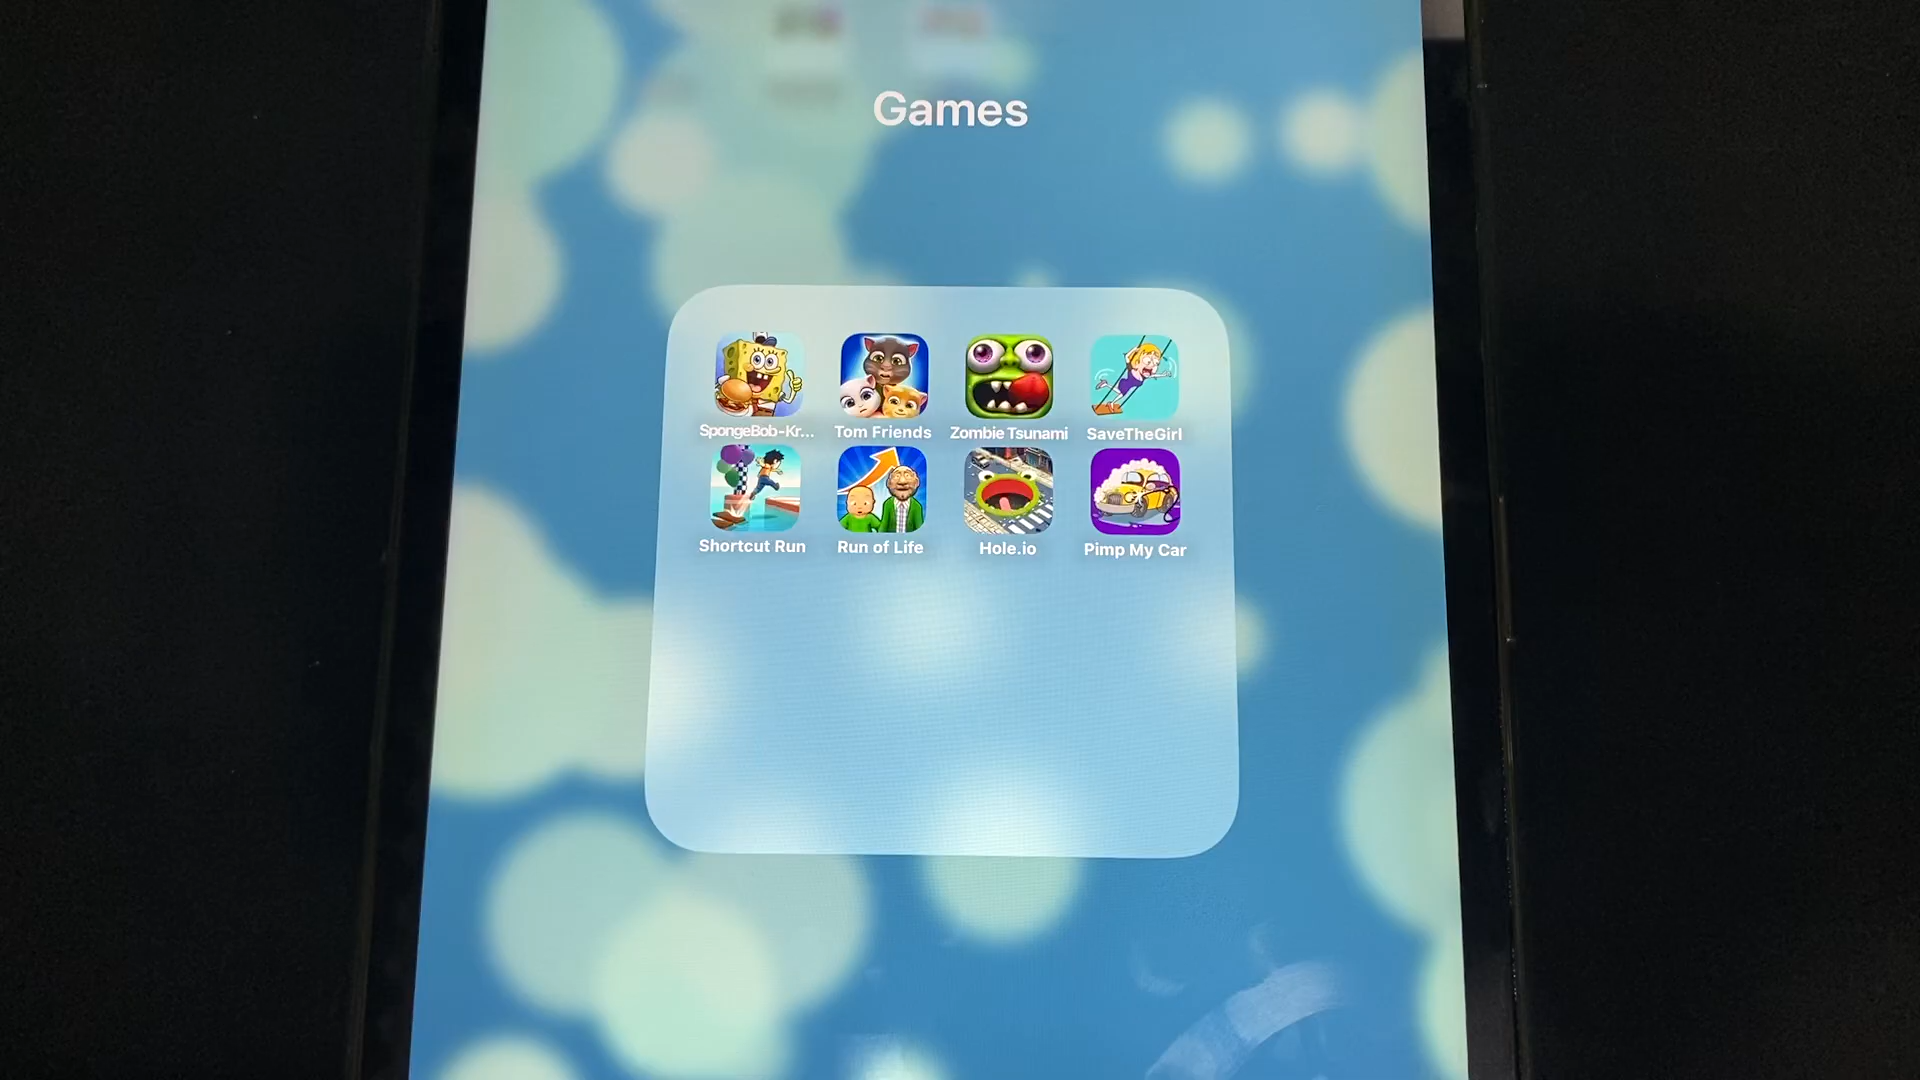 Games
SpongeBob-Kr... Tom Friends Zombie Tsunami SaveTheGirl
Shortcut Run Run of Life Hole.io Pimp My Car